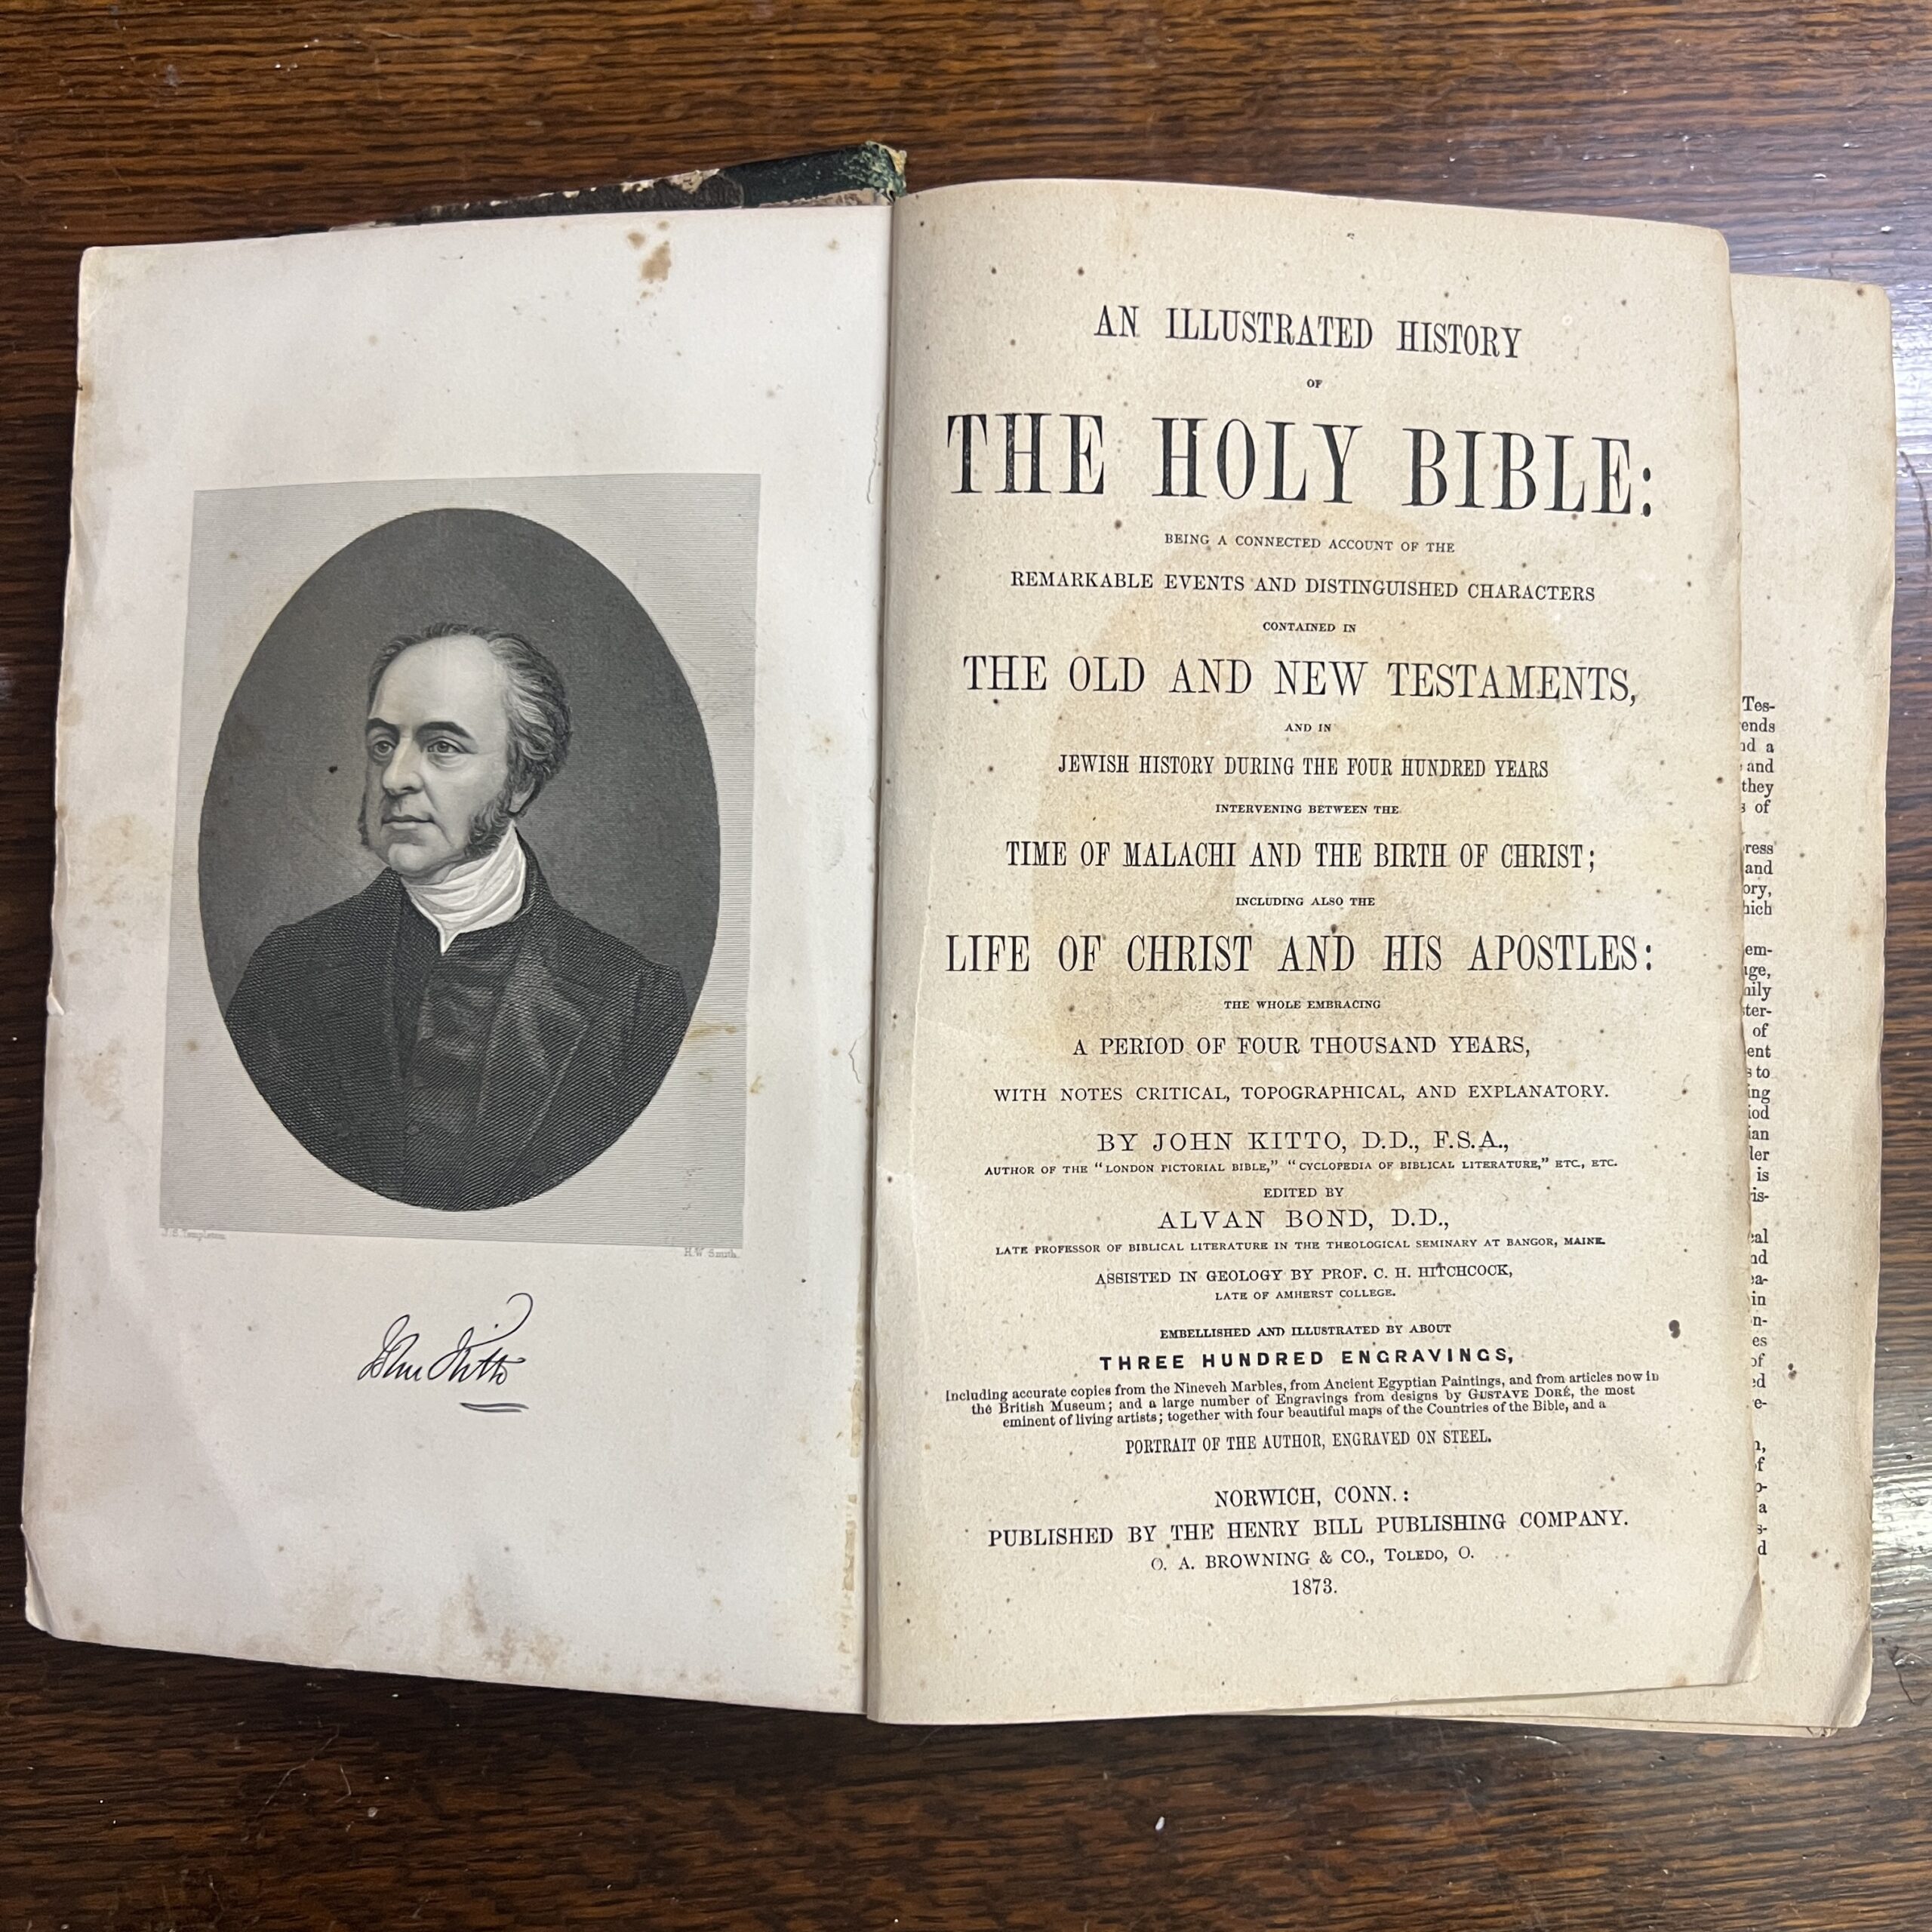 J. S. Templeton
H. W. Smith
John Kitto
AN ILLUSTRATED HISTORY
OF
THE HOLY BIBLE:
BEING A CONNECTED ACCOUNT OF THE
REMARKABLE EVENTS AND DISTINGUISHED CHARACTERS
CONTAINED IN
THE OLD AND NEW TESTAMENTS,
AND IN
JEWISH HISTORY DURING THE FOUR HUNDRED YEARS
INTERVENING BETWEEN THE
TIME OF MALACHI AND THE BIRTH OF CHRIST;
INCLUDING ALSO THE
LIFE OF CHRIST AND HIS APOSTLES:
THE WHOLE EMBRACING
A PERIOD OF FOUR THOUSAND YEARS,
WITH NOTES CRITICAL, TOPOGRAPHICAL, AND EXPLANATORY.
BY JOHN KITTO, D.D., F.S.A.,
AUTHOR OF THE "LONDON PICTORIAL BIBLE," "CYCLOPEDIA OF BIBLICAL LITERATURE," ETC., ETC.
EDITED BY
ALVAN BOND, D.D.,
LATE PROFESSOR OF BIBLICAL LITERATURE IN THE THEOLOGICAL SEMINARY AT BANGOR, MAINE.
ASSISTED IN GEOLOGY BY PROF. C. H. HITCHCOCK,
LATE OF AMHERST COLLEGE.
EMBELLISHED AND ILLUSTRATED BY ABOUT
THREE HUNDRED ENGRAVINGS,
Including accurate copies from the Nineveh Marbles, from Ancient Egyptian Paintings, and from articles now in
the British Museum; and a large number of Engravings from designs by GUSTAVE DORÉ, the most
eminent of living artists; together with four beautiful maps of the Countries of the Bible, and a
PORTRAIT OF THE AUTHOR, ENGRAVED ON STEEL.
NORWICH, CONN.:
PUBLISHED BY THE HENRY BILL PUBLISHING COMPANY.
O. A. BROWNING & CO., TOLEDO, O.
1873.